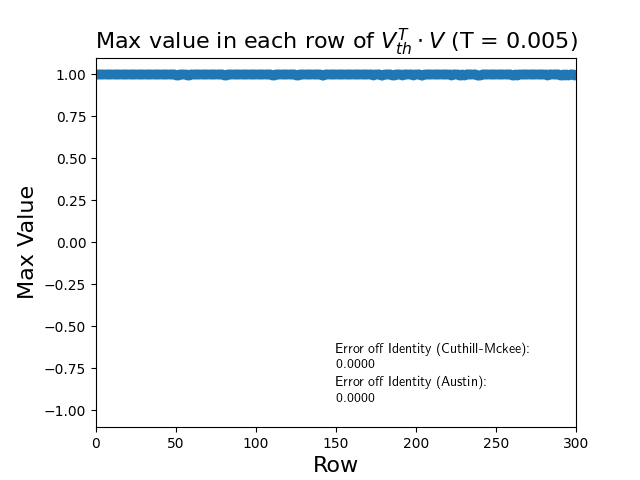 Max value in each row of $V_{th}^{T} \cdot V$ (T = 0.005)
1.00
0.75
0.50
0.25
0.00
−0.25
−0.50
−0.75
−1.00
Max Value
Error off Identity (Cuthill-Mckee):
0.0000
Error off Identity (Austin):
0.0000
0 50 100 150 200 250 300
Row